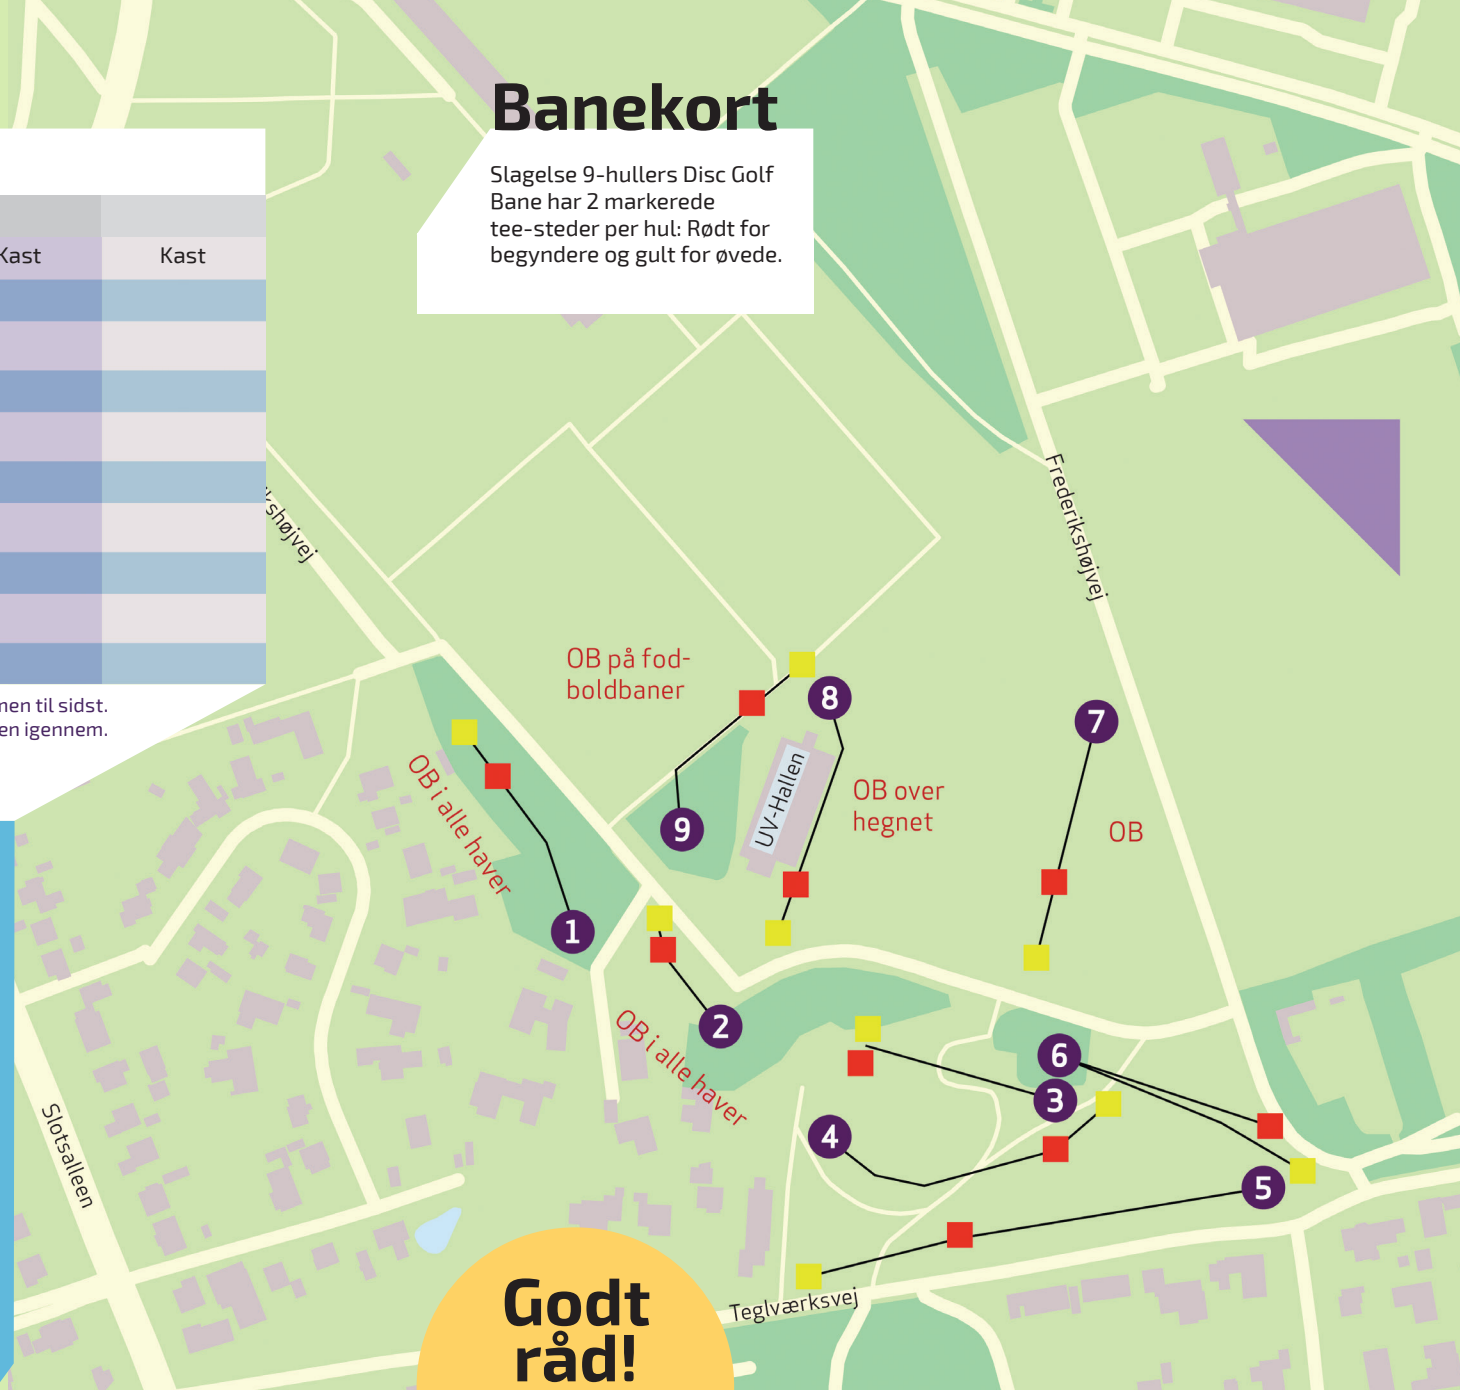 Banekort
Slagelse 9-hullers Disc Golf
Bane har 2 markerede
tee-steder per hul: Rødt for
begyndere og gult for øvede.
Kast
Kast
kshøjvej
Frederikshøjvej
OB på fod-
boldbaner
8
7
men til sidst.
en igennem.
OB i alle haver
UV-Hallen
OB over
hegnet
OB
9
1
OB i alle haver
2
6
3
4
5
Slotsalleen
Teglværksvej
Godt
råd!